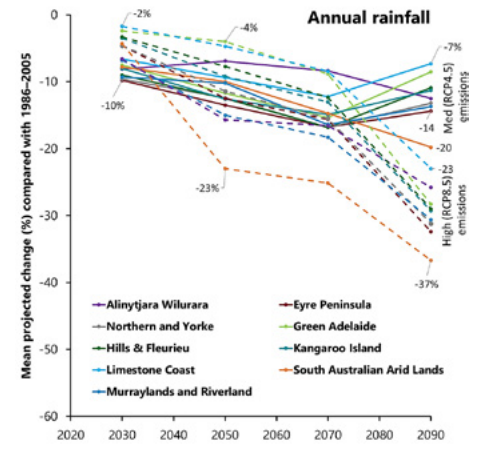 Annual rainfall
Mean projected change (%) compared with 1986–2005
0
-10
-20
-30
-40
-50
-60
2020 2030 2040 2050 2060 2070 2080 2090
-2%
-4%
-7%
-10%
-14
-20
-23
-23%
-37%
Med (RCP4.5)
emissions
High (RCP8.5)
emissions
Alinytjara Wilurara Eyre Peninsula
Northern and Yorke Green Adelaide
Hills & Fleurieu Kangaroo Island
Limestone Coast South Australian Arid Lands
Murraylands and Riverland